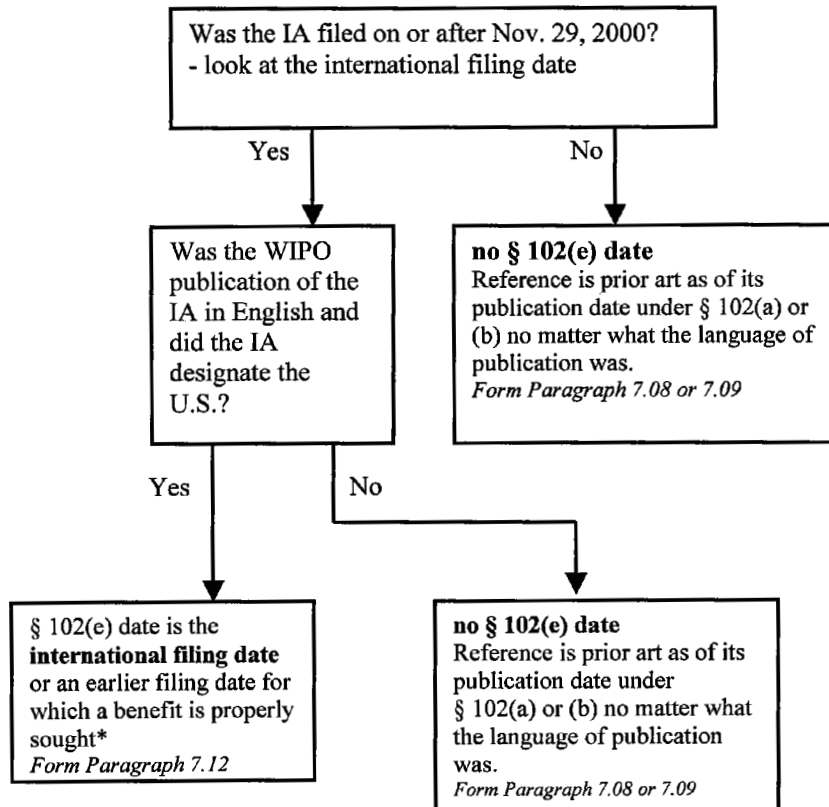 Was the IA filed on or after Nov. 29, 2000?
- look at the international filing date
Yes
No
Was the WIPO
publication of the
IA in English and
did the IA
designate the
U.S.?
no § 102(e) date
Reference is prior art as of its
publication date under § 102(a) or
(b) no matter what the language of
publication was.
Form Paragraph 7.08 or 7.09
Yes
No
§ 102(e) date is the
international filing date
or an earlier filing date for
which a benefit is properly
sought*
Form Paragraph 7.12
no § 102(e) date
Reference is prior art as of its
publication date under
§ 102(a) or (b) no matter what
the language of publication
was.
Form Paragraph 7.08 or 7.09